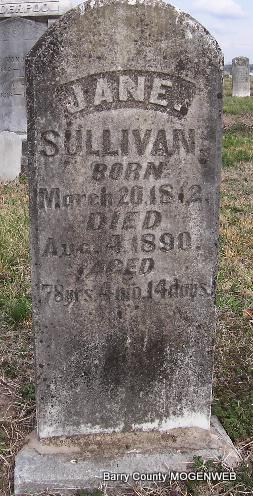 JANE.
SULLIVAN.
BORN
March 20, 1812.
DIED
Aug. 4, 1890.
AGED
78 yrs. 4 mo. 14 days.
Barry County MOGENWEB